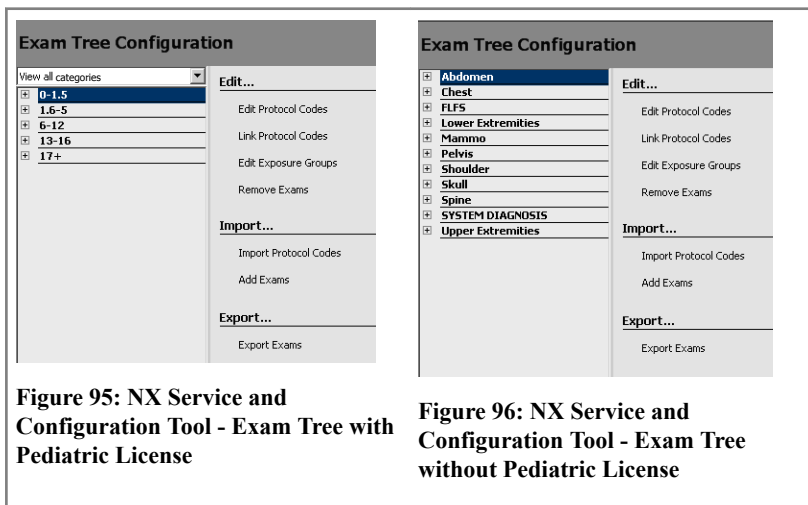 Exam Tree Configuration
View all categories
0-1.5
1.6-5
6-12
13-16
17+
Edit...
Edit Protocol Codes
Link Protocol Codes
Edit Exposure Groups
Remove Exams
Import...
Import Protocol Codes
Add Exams
Export...
Export Exams
Figure 95: NX Service and
Configuration Tool - Exam Tree with
Pediatric License
Exam Tree Configuration
Abdomen
Chest
FLFS
Lower Extremities
Mammo
Pelvis
Shoulder
Skull
Spine
SYSTEM DIAGNOSIS
Upper Extremities
Edit...
Edit Protocol Codes
Link Protocol Codes
Edit Exposure Groups
Remove Exams
Import...
Import Protocol Codes
Add Exams
Export...
Export Exams
Figure 96: NX Service and
Configuration Tool - Exam Tree
without Pediatric License